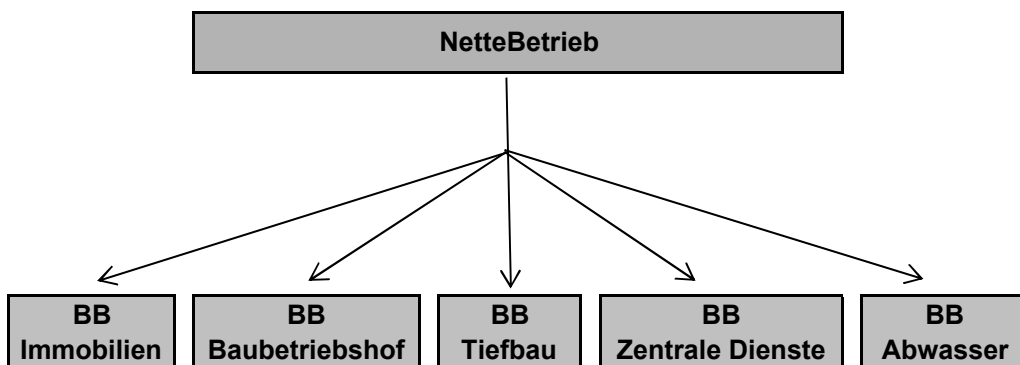 NetteBetrieb
BB
Immobilien
BB
Baubetriebshof
BB
Tiefbau
BB
Zentrale Dienste
BB
Abwasser